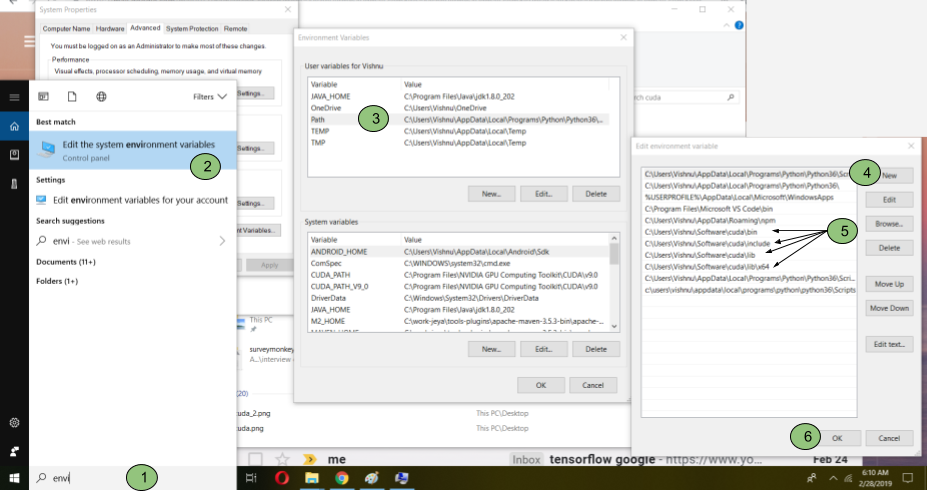 System Properties
Computer Name
Hardware
Advanced
System Protection
Remote
You must be logged on as an Administrator to make most of these changes.
Performance
Visual effects, processor scheduling, memory usage, and virtual memory
Settings...
Settings...
Settings...
Apply
Filters
Best match
Edit the system environment variables
Control panel
2
Settings
Edit environment variables for your account
Search suggestions
envi - See web results
Documents (11+)
Folders (1+)
envi
1
Environment Variables
User variables for Vishnu
Variable Value
JAVA_HOME C:\Program Files\Java\jdk1.8.0_202
OneDrive C:\Users\Vishnu\OneDrive
Path C:\Users\Vishnu\AppData\Local\Programs\Python\Python36\...
TEMP C:\Users\Vishnu\AppData\Local\Temp
TMP C:\Users\Vishnu\AppData\Local\Temp
3
New...
Edit...
Delete
System variables
Variable Value
ANDROID_HOME C:\Users\Vishnu\AppData\Local\Android\Sdk
ComSpec C:\WINDOWS\system32\cmd.exe
CUDA_PATH C:\Program Files\NVIDIA GPU Computing Toolkit\CUDA\v9.0
CUDA_PATH_V9_0 C:\Program Files\NVIDIA GPU Computing Toolkit\CUDA\v9.0
DriverData C:\Windows\System32\Drivers\DriverData
JAVA_HOME C:\Program Files\Java\jdk1.8.0_202
M2_HOME C:\work-jeya\tools-plugins\apache-maven-3.5.3-bin\apache-...
New...
Edit...
Delete
OK
Cancel
rch cuda
Edit environment variable
C:\Users\Vishnu\AppData\Local\Programs\Python\Python36\Scri
C:\Users\Vishnu\AppData\Local\Programs\Python\Python36\
%USERPROFILE%\AppData\Local\Microsoft\WindowsApps
C:\Program Files\Microsoft VS Code\bin
C:\Users\Vishnu\AppData\Roaming\npm
C:\Users\Vishnu\Software\cuda\bin
C:\Users\Vishnu\Software\cuda\include
C:\Users\Vishnu\Software\cuda\lib
C:\Users\Vishnu\Software\cuda\lib\x64
C:\Users\Vishnu\AppData\Local\Programs\Python\Python36\Scri...
c:\users\vishnu\appdata\local\programs\python\python36\Scripts
4
5
New
Edit
Browse...
Delete
Move Up
Move Down
Edit text...
6
OK
Cancel
This PC
surveymonkey
A...\interview
(20)
cuda_2.png This PC\Desktop
cuda.png This PC\Desktop
me Inbox tensorflow google - https://www.yo... Feb 24
6:10 AM
2/28/2019